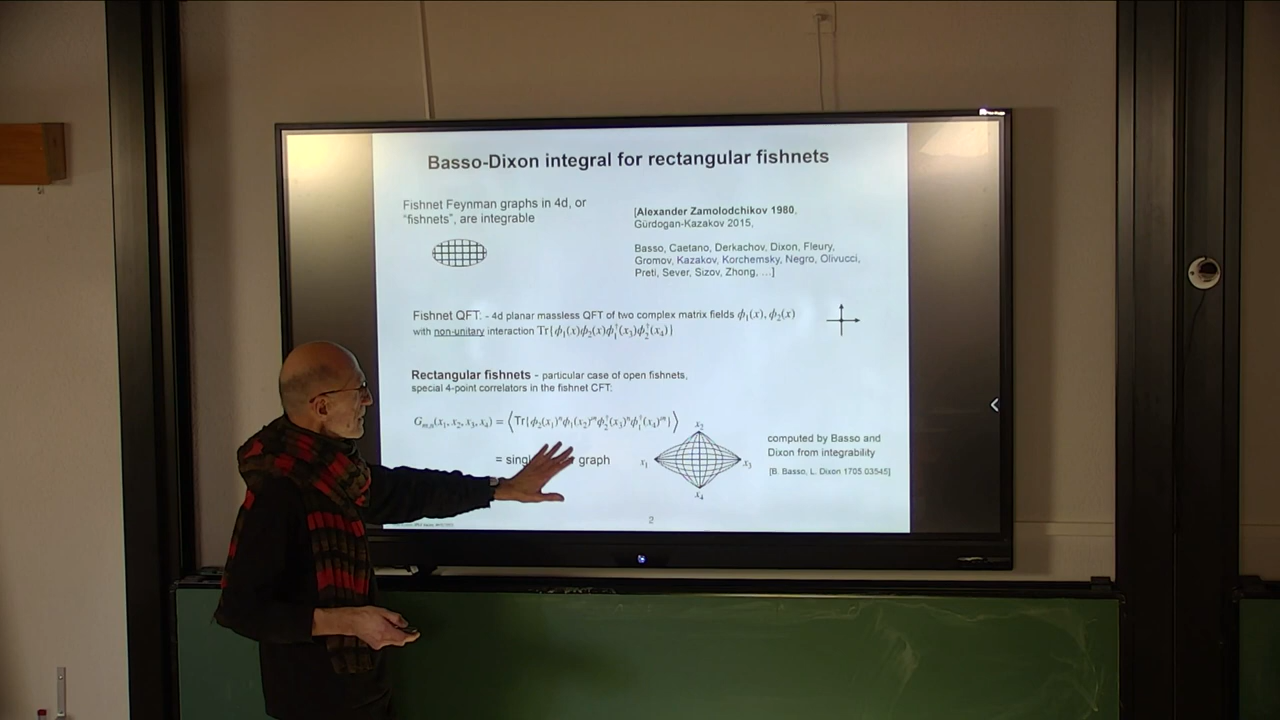 Basso-Dixon integral for rectangular fishnets
Fishnet Feynman graphs in 4d, or
"fishnets", are integrable
[Alexander Zamolodchikov 1980,
Gürdogan-Kazakov 2015,
Basso, Caetano, Derkachov, Dixon, Fleury,
Gromov, Kazakov, Korchemsky, Negro, Olivucci,
Preti, Sever, Sizov, Zhong, …]
Fishnet QFT: - 4d planar massless QFT of two complex matrix fields ϕ₁(x), ϕ₂(x)
with non-unitary interaction Tr{ϕ₁(x)ϕ₂(x)ϕ₁†(x₃)ϕ₂†(x₄)}
Rectangular fishnets - particular case of open fishnets,
special 4-point correlators in the fishnet CFT:
G_{m,n}(x₁, x₂, x₃, x₄) = ⟨Tr{ϕ₂(x₁)ⁿϕ₁(x₂)ᵐϕ₂†(x₃)ⁿϕ₁†(x₄)ᵐ}⟩
= graph
x₂
x₁
x₃
x₄
computed by Basso and
Dixon from integrability
[B. Basso, L. Dixon 1705.03545]
2